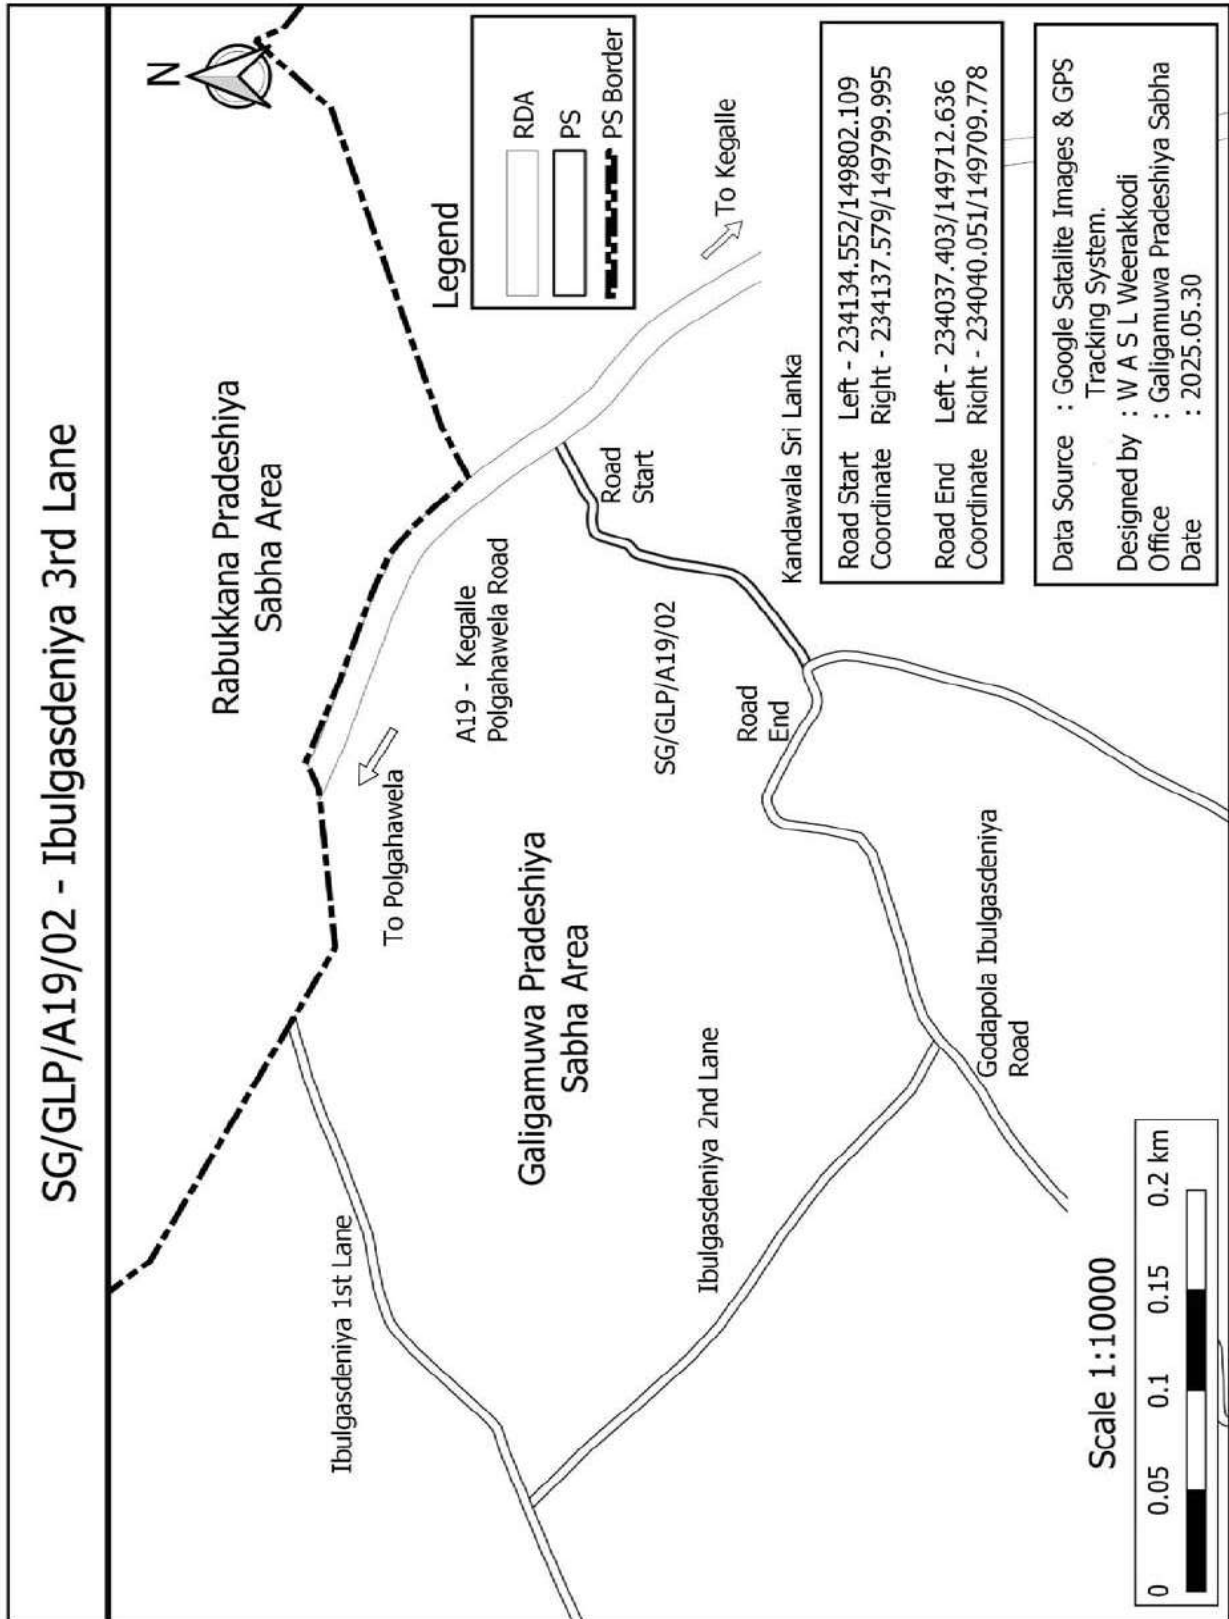 SG/GLP/A19/02 - Ibulgasdeniya 3rd Lane
N
Rabukkana Pradeshiya
Sabha Area
Legend
RDA
PS
PS Border
To Kegalle
To Polgahawela
A19 - Kegalle
Polgahawela Road
Road
Start
SG/GLP/A19/02
Road
End
Kandawala Sri Lanka
Galigamuwa Pradeshiya
Sabha Area
Ibulgasdeniya 1st Lane
Ibulgasdeniya 2nd Lane
Godapola Ibulgasdeniya
Road
Road Start Left - 234134.552/149802.109
Coordinate Right - 234137.579/149799.995
Road End Left - 234037.403/149712.636
Coordinate Richt - 234040.051/149709.778
Data Source : Google Satalite Images & GPS
Tracking System.
Designed by : W A S L Weerakkodi
Office : Galigamuwa Pradeshiya Sabha
Date : 2025.05.30
Scale 1:10000
0 0.05 0.1 0.15 0.2 km